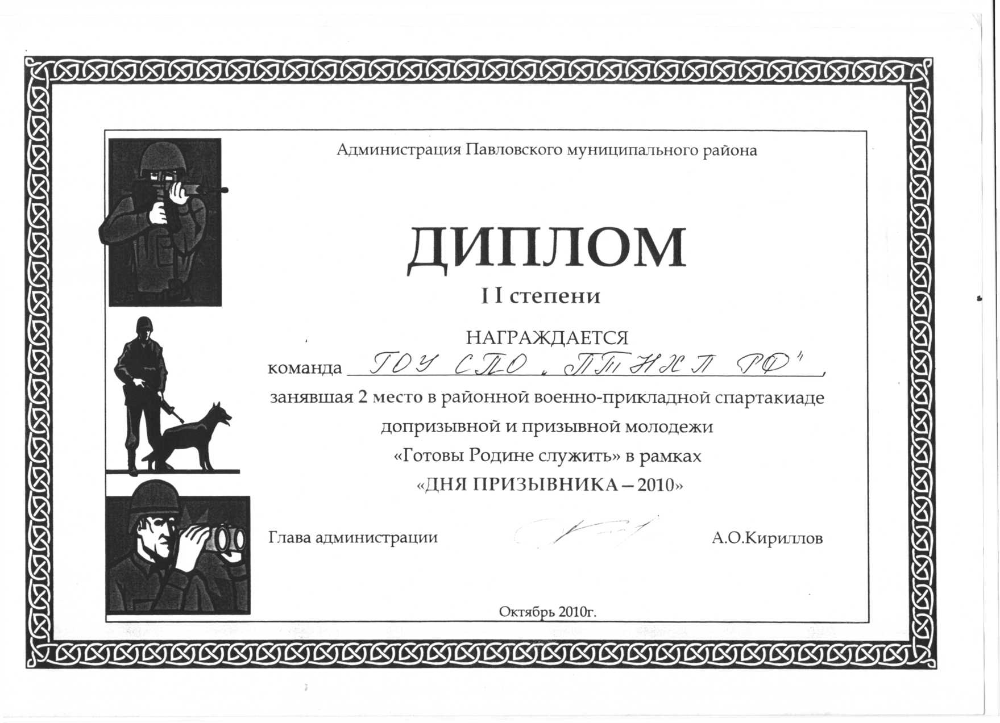 Администрация Павловского муниципального района
ДИПЛОМ
II степени
НАГРАЖДАЕТСЯ
команда ГОУ СПО „ПТНХП РФ",
занявшая 2 место в районной военно-прикладной спартакиаде
допризывной и призывной молодежи
«Готовы Родине служить» в рамках
«ДНЯ ПРИЗЫВНИКА – 2010»
Глава администрации А.О.Кириллов
Октябрь 2010г.